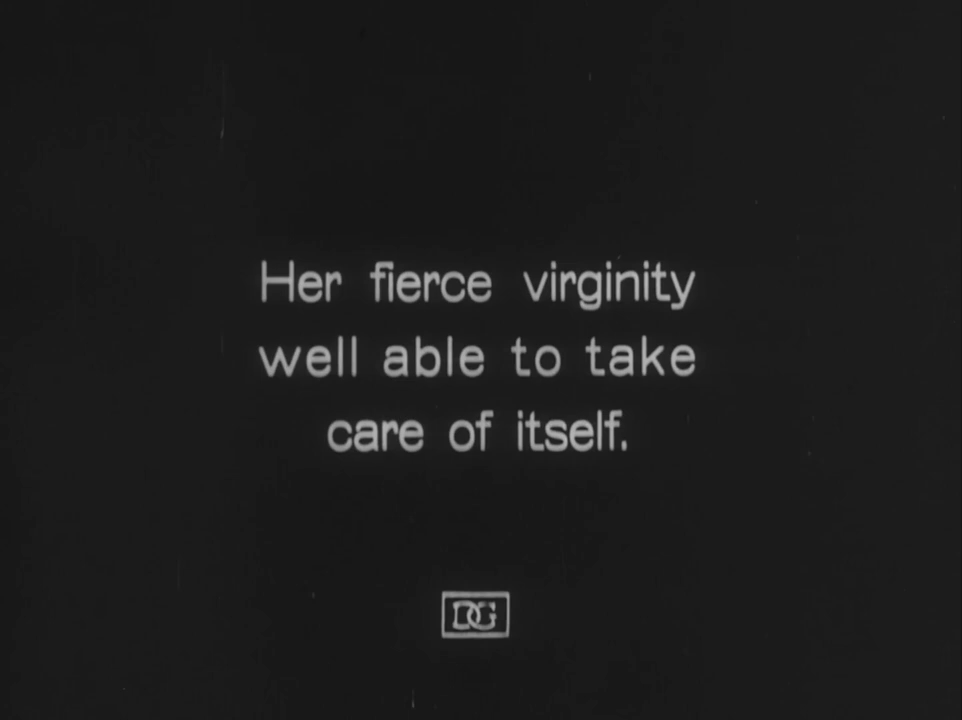 Her fierce virginity
well able to take
care of itself.
DG